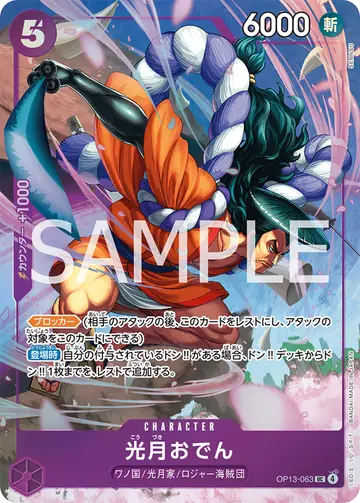 5
6000
斬
カウンター +1000
SAMPLE
ブロッカー (相手のアタックの後、このカードをレストにし、アタックの
対象をこのカードにできる)
登場時 自分の付与されているドン!!がある場合、ドン!!デッキからド
ン!!1枚までを、レストで追加する。
CHARACTER
こう づき
光月おでん
OP13-063 UC 4
ワノ国/光月家/ロジャー海賊団